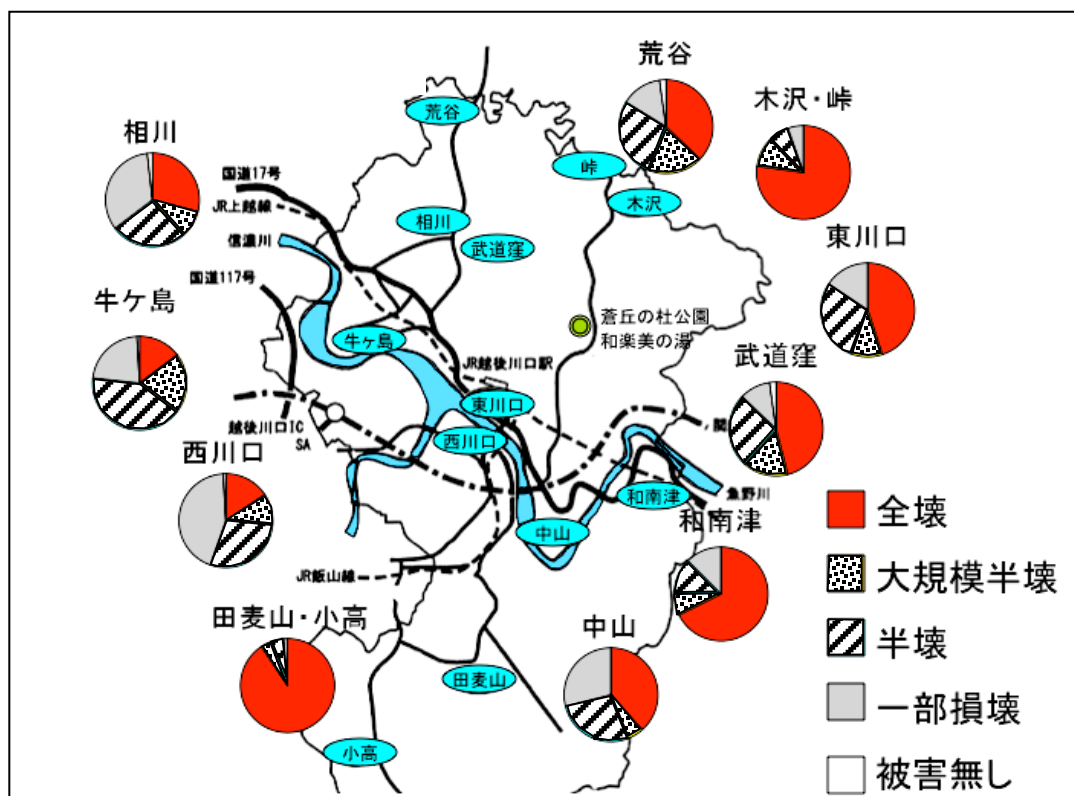 荒谷
木沢・峠
相川
荒谷
国道17号
峠
JR上越線
木沢
相川
東川口
信濃川
武道窪
国道117号
牛ケ島
蒼丘の杜公園
和楽美の湯
牛ケ島
JR越後川口駅
武道窪
東川口
越後川口IC
SA
西川口
関
西川口
和南津
魚野川
全壊
和南津
中山
JR飯山線
大規模半壊
田麦山・小高
中山
半壊
田麦山
一部損壊
小高
被害無し